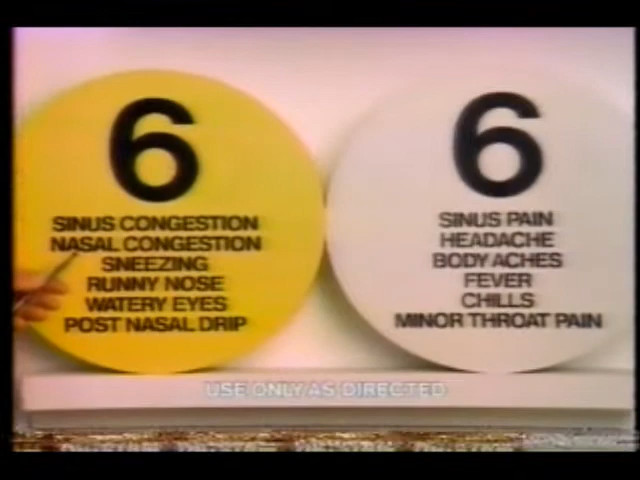 6
SINUS CONGESTION
NASAL CONGESTION
SNEEZING
RUNNY NOSE
WATERY EYES
POST NASAL DRIP
6
SINUS PAIN
HEADACHE
BODY ACHES
FEVER
CHILLS
MINOR THROAT PAIN
USE ONLY AS DIRECTED